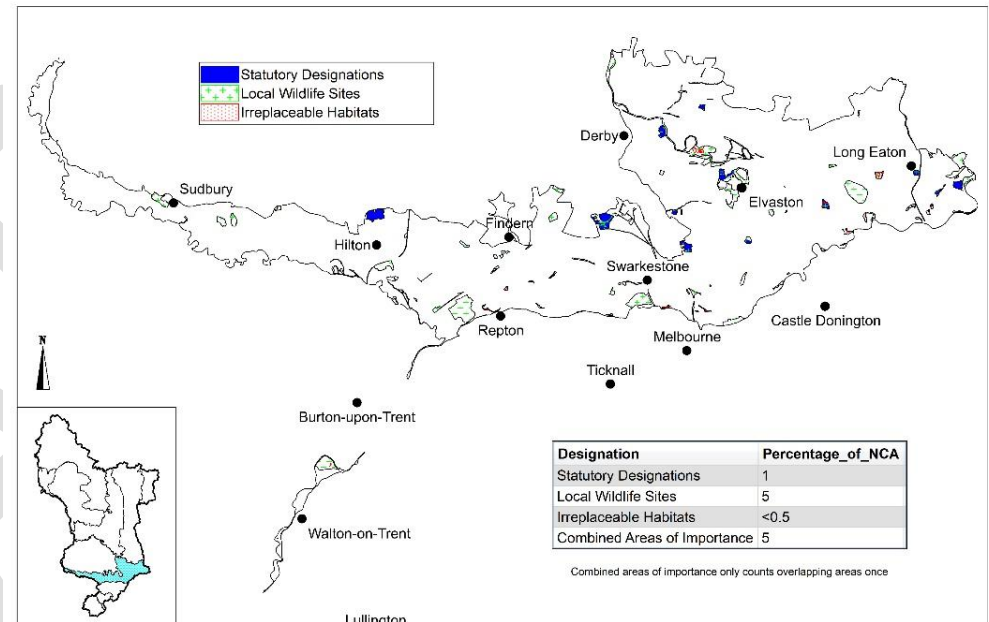 Statutory Designations
Local Wildlife Sites
Irreplaceable Habitats
Derby
Long Eaton
Sudbury
Elvaston
Findern
Hilton
Swarkestone
Castle Donington
Repton
Melbourne
N
Ticknall
Burton-upon-Trent
Designation Percentage_of_NCA
Statutory Designations 1
Local Wildlife Sites 5
Irreplaceable Habitats <0.5
Combined Areas of Importance 5
Walton-on-Trent
Combined areas of importance only counts overlapping areas once
Lullington